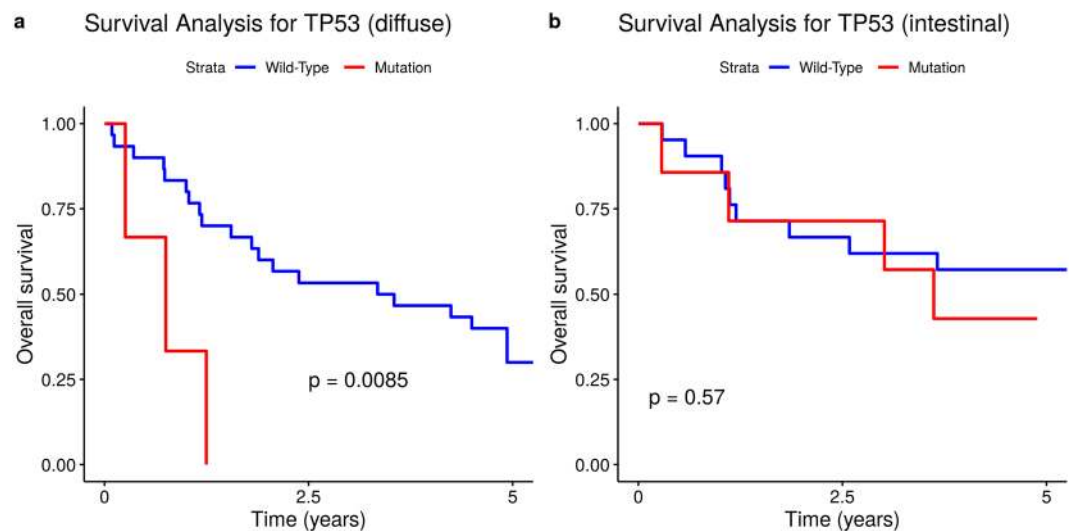 a Survival Analysis for TP53 (diffuse)
Strata Wild-Type Mutation
1.00
0.75
0.50
0.25
0.00
Overall survival
p = 0.0085
0 2.5 5
Time (years)
b Survival Analysis for TP53 (intestinal)
Strata Wild-Type Mutation
1.00
0.75
0.50
0.25
0.00
Overall survival
p = 0.57
0 2.5 5
Time (years)